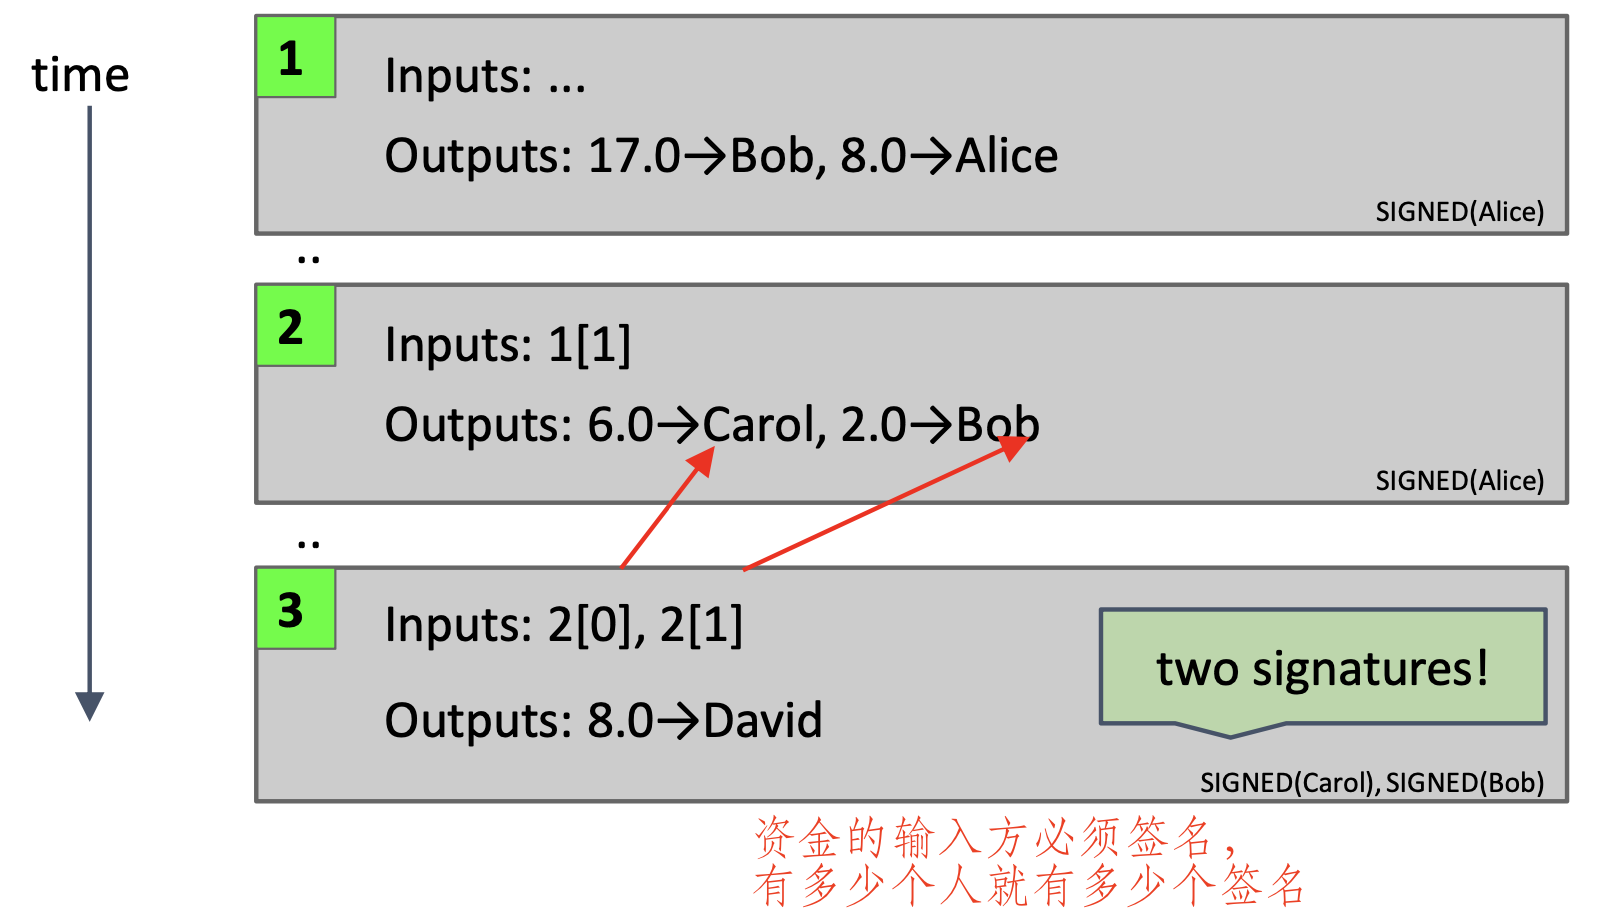 time
1
Inputs: ...
Outputs: 17.0→Bob, 8.0→Alice
SIGNED(Alice)
..
2
Inputs: 1[1]
Outputs: 6.0→Carol, 2.0→Bob
SIGNED(Alice)
..
3
Inputs: 2[0], 2[1]
two signatures!
Outputs: 8.0→David
SIGNED(Carol), SIGNED(Bob)
资金的输入方必须签名，
有多少个人就有多少个签名